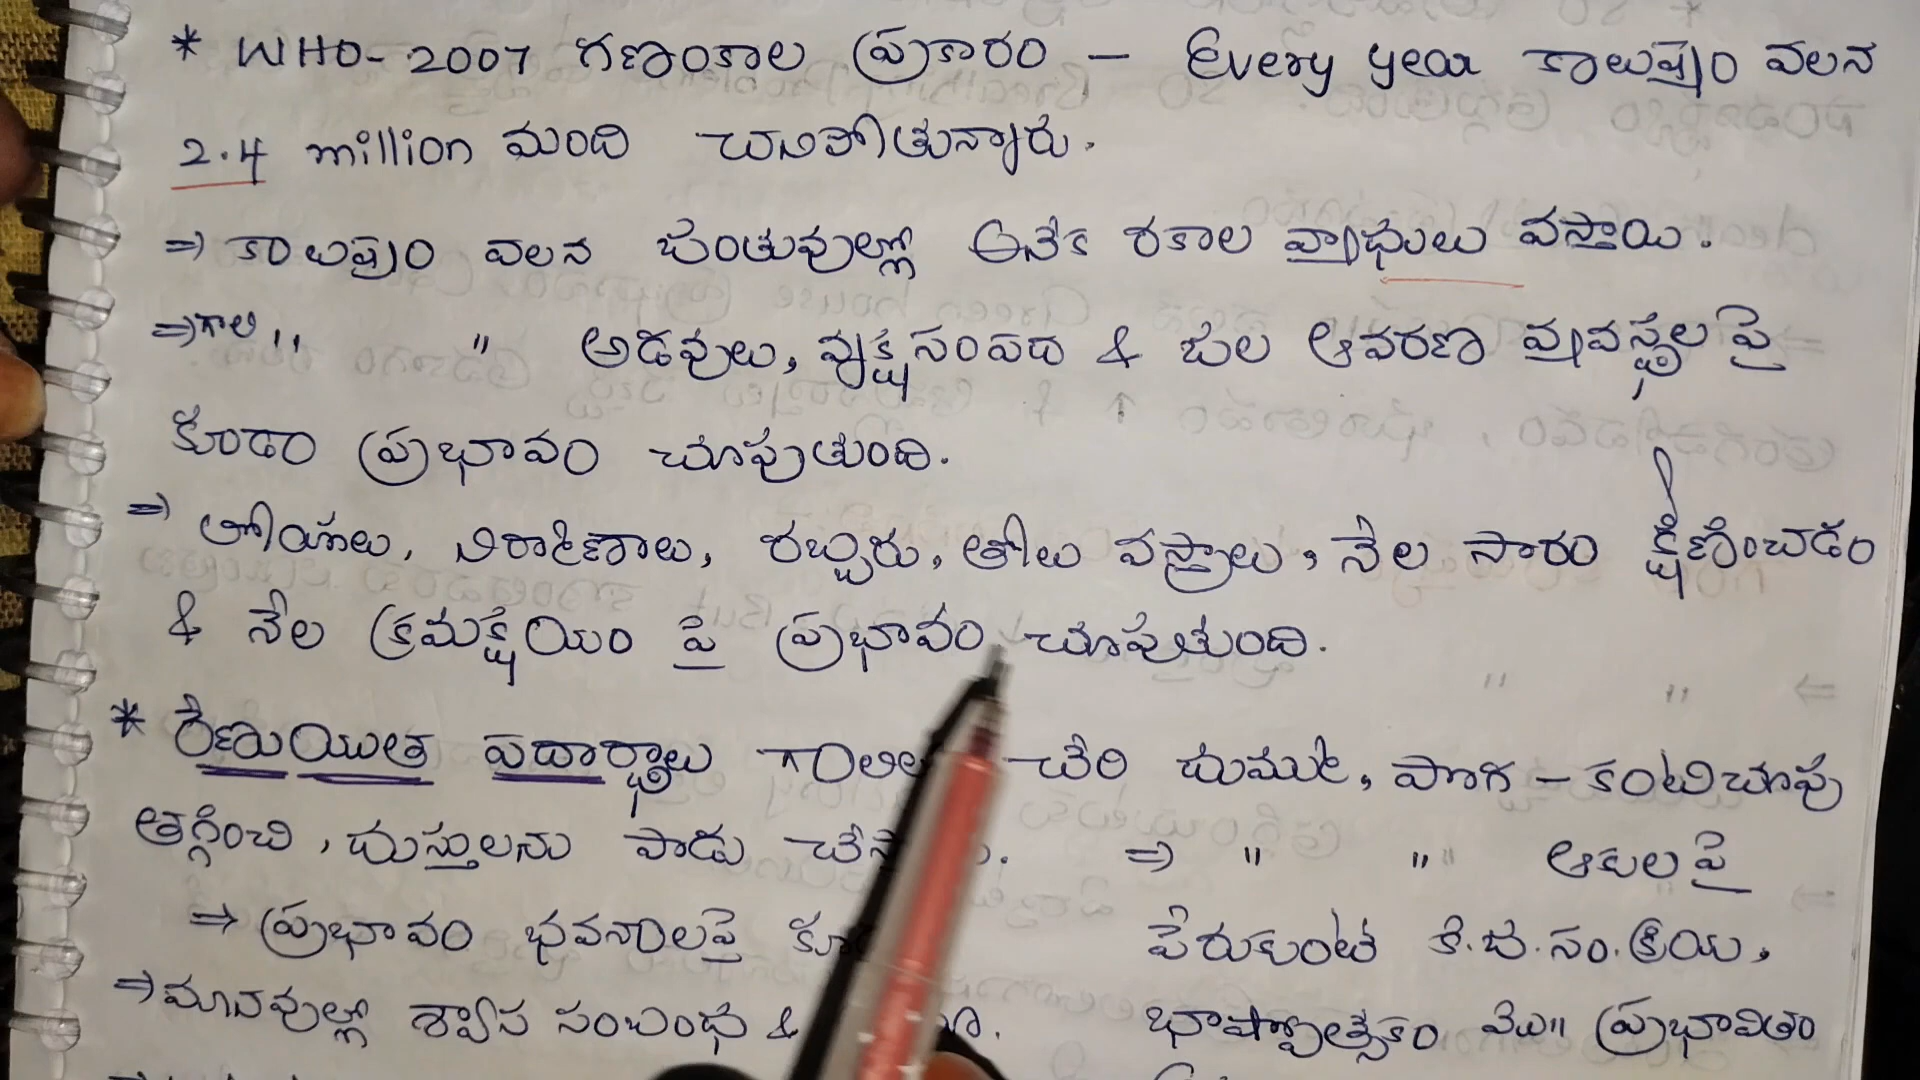 * WHO-2007 గణాంకాల ప్రకారం - Every year కాలుష్యం వలన
2.4 million మంది చనిపోతున్నారు.
⇒ కాలుష్యం వలన జంతువుల్లో అనేక రకాల వ్యాధులు వస్తాయి.
⇒ గాలి ,, " అడవులు, వృక్షసంపద & జల ఆవరణ వ్యవస్థల పై
కూడా ప్రభావం చూపుతుంది.
⇒ లోయలు, నిర్మాణాలు, రబ్బరు, తోలు వస్త్రాలు, నేల సారం క్షీణించడం
& నేల క్రమక్షయం పై ప్రభావం చూపుతుంది.
* రేణుయుత పదార్థాలు చేరి దుమ్ము, పొగ - కంటిచూపు
తగ్గించి, దుస్తులను పాడు
⇒ " " ఆకులపై
⇒ ప్రభావం భవనాలపై
పేరుకుంటే కి.జ.సం.క్రియ,
⇒ మానవుల్లో శ్వాస సంబంధ &
భాష్పోత్సేకం ప్రభావితం